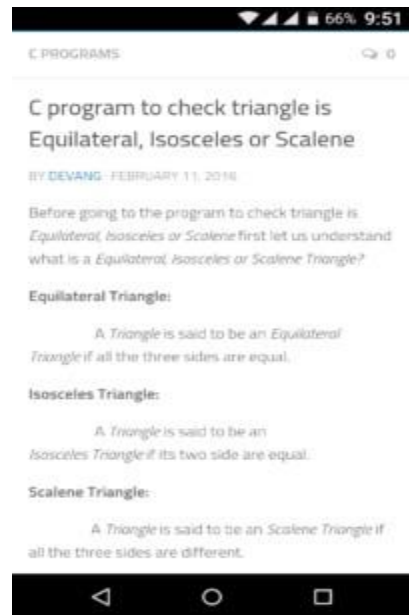 66% 9:51
C PROGRAMS 0
C program to check triangle is
Equilateral, Isosceles or Scalene
BY DEVANG · FEBRUARY 11, 2016
Before going to the program to check triangle is
Equilateral, Isosceles or Scalene first let us understand
what is a Equilateral, Isosceles or Scalene Triangle?
Equilateral Triangle:
A Triangle is said to be an Equilateral
Triangle if all the three sides are equal.
Isosceles Triangle:
A Triangle is said to be an
Isosceles Triangle if its two side are equal.
Scalene Triangle:
A Triangle is said to be an Scalene Triangle if
all the three sides are different.